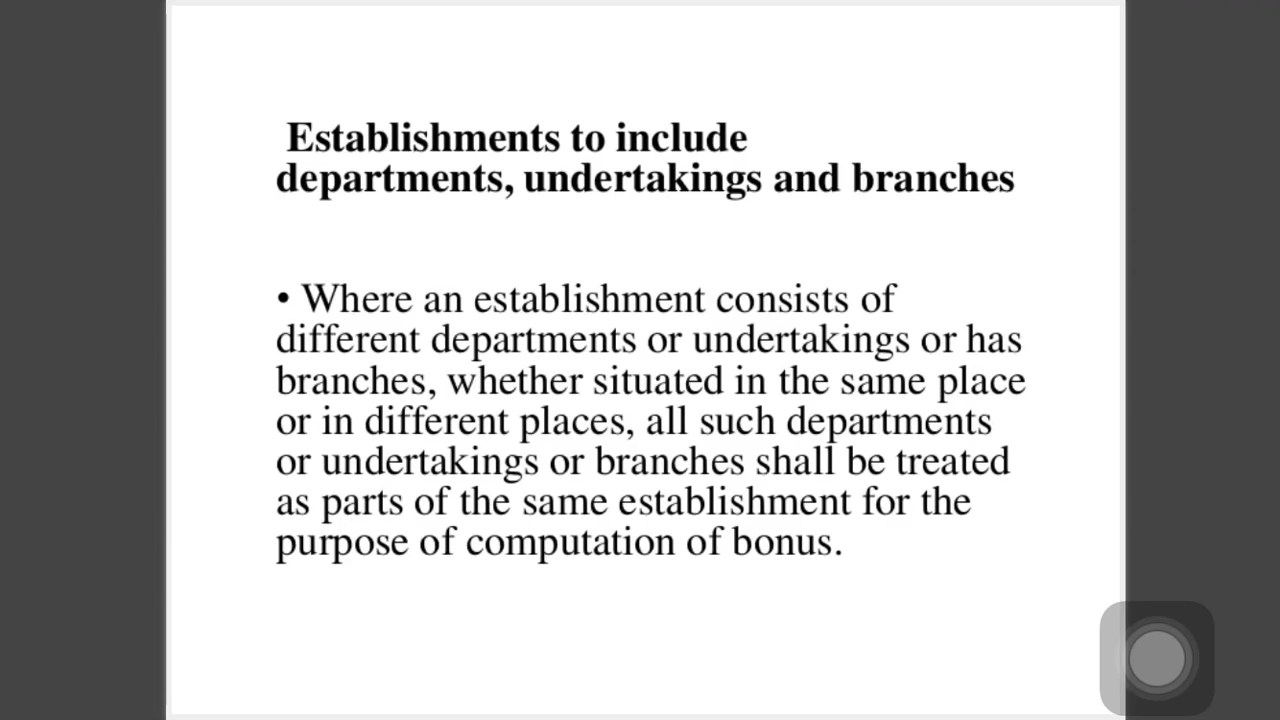 Establishments to include
departments, undertakings and branches
• Where an establishment consists of
different departments or undertakings or has
branches, whether situated in the same place
or in different places, all such departments
or undertakings or branches shall be treated
as parts of the same establishment for the
purpose of computation of bonus.